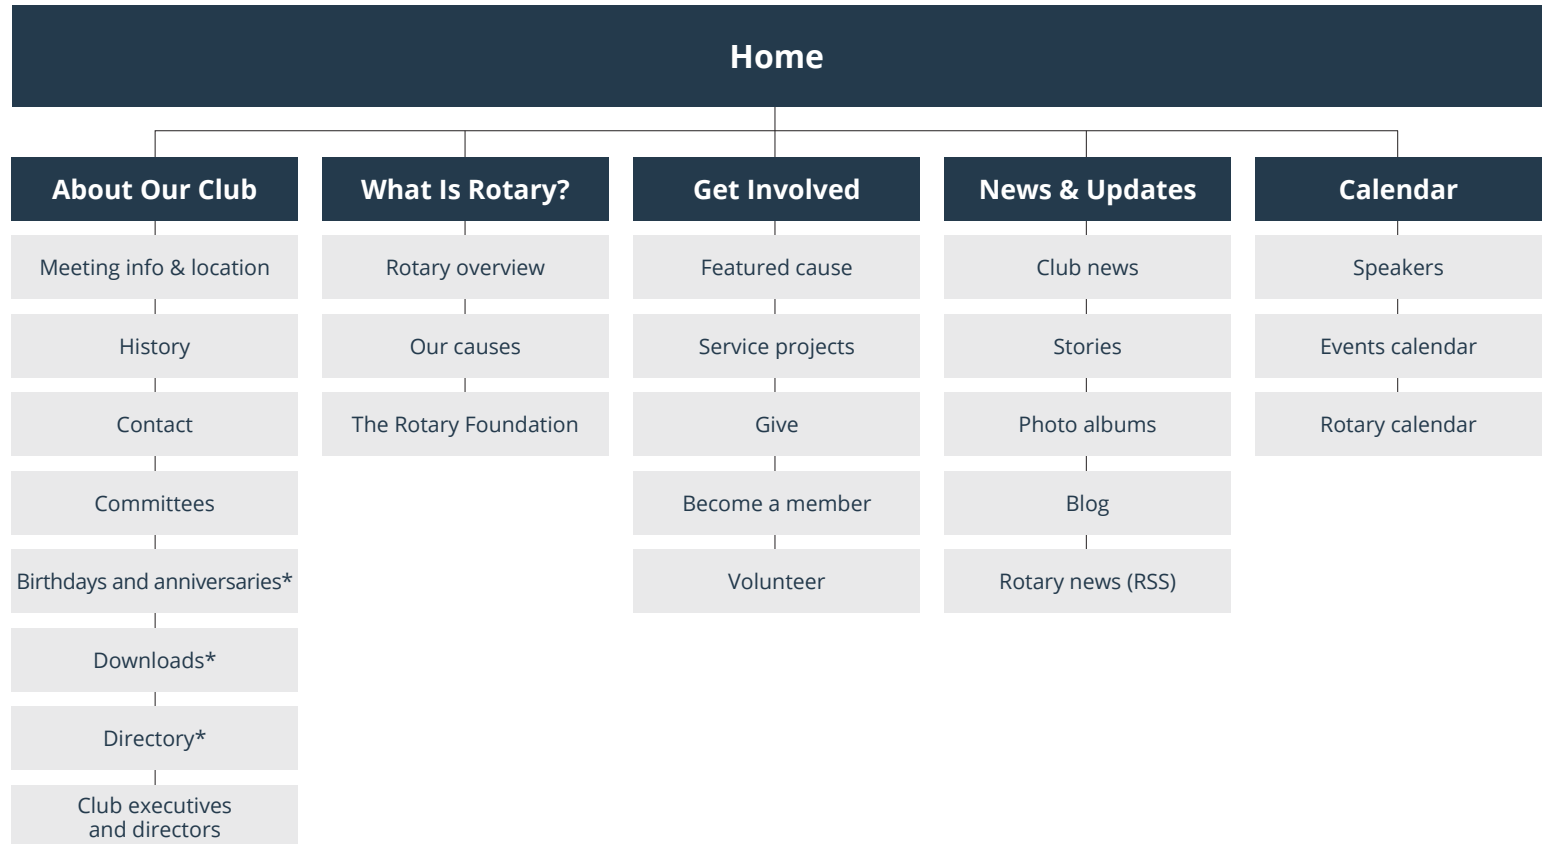 Home
About Our Club
Meeting info & location
History
Contact
Committees
Birthdays and anniversaries*
Downloads*
Directory*
Club executives
and directors
What Is Rotary?
Rotary overview
Our causes
The Rotary Foundation
Get Involved
Featured cause
Service projects
Give
Become a member
Volunteer
News & Updates
Club news
Stories
Photo albums
Blog
Rotary news (RSS)
Calendar
Speakers
Events calendar
Rotary calendar